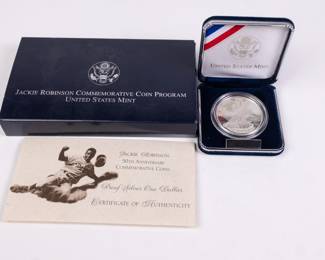 JACKIE ROBINSON COMMEMORATIVE COIN PROGRAM
UNITED STATES MINT
UNITED STATES MINT
JACKIE ROBINSON
50TH ANNIVERSARY
COMMEMORATIVE COINS
Proof Silver One Dollar
CERTIFICATE OF AUTHENTICITY